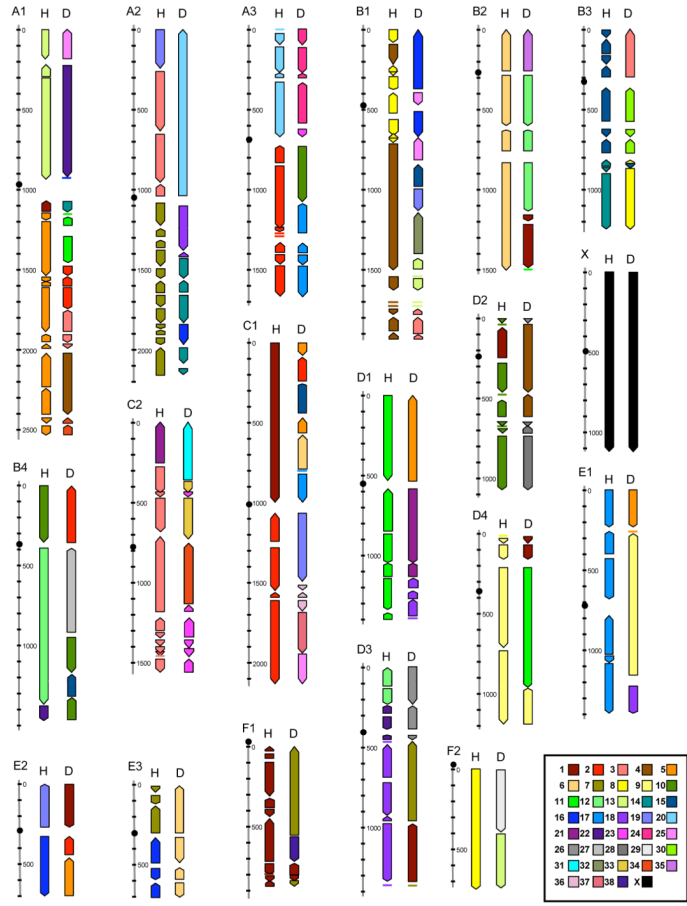 A1
H D
0
500
1000
1500
2000
2500
A2
H D
0
500
1000
1500
2000
A3
H D
0
500
1000
1500
B1
H D
0
500
1000
1500
B2
H D
0
500
1000
1500
B3
H D
0
500
1000
X
H D
0
500
1000
C1
H D
0
500
1000
1500
2000
D2
H D
0
500
1000
C2
H D
0
500
1000
1500
D1
H D
0
500
1000
B4
H D
0
500
1000
D4
H D
0
500
1000
E1
H D
0
500
1000
D3
H D
0
500
1000
E2
H D
0
500
E3
H D
0
500
F1
H D
0
500
F2
H D
0
500
1 2 3 4 5
6 7 8 9 10
11 12 13 14 15
16 17 18 19 20
21 22 23 24 25
26 27 28 29 30
31 32 33 34 35
36 37 38 X